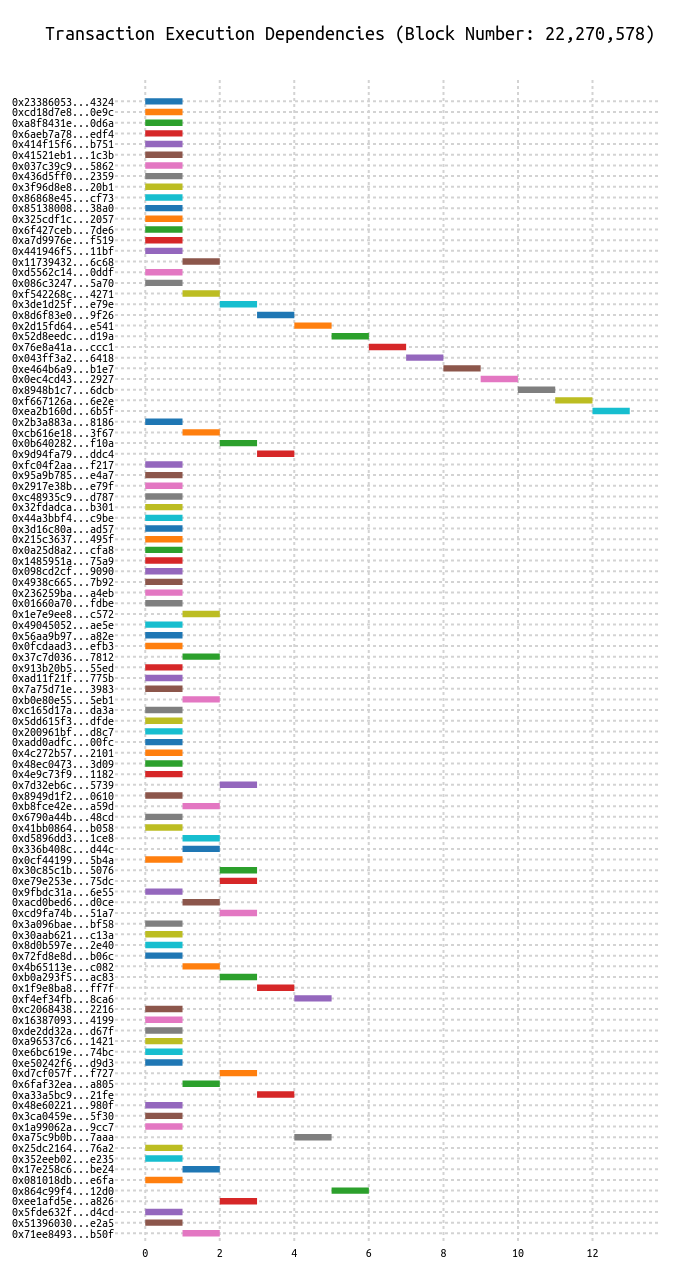 Transaction Execution Dependencies (Block Number: 22,270,578)
0x23386053...4324
0xcd18d7e8...0e9c
0xa8f8431e...0d6a
0x6aeb7a78...edf4
0x414f15f6...b751
0x41521eb1...1c3b
0x037c39c9...5862
0x436d5ff0...2359
0x3f96d8e8...20b1
0x86868e45...cf73
0x85138008...38a0
0x325cdf1c...2057
0x6f427ceb...7de6
0xa7d9976e...f519
0x441946f5...11bf
0x11739432...6c68
0xd5562c14...0ddf
0x086c3247...5a70
0xf542268c...4271
0x3de1d25f...e79e
0x8d6f83e0...9f26
0x2d15fd64...e541
0x52d8eedc...d19a
0x76e8a41a...ccc1
0x043ff3a2...6418
0xe464b6a9...b1e7
0x0ec4cd43...2927
0x8948b1c7...6dcb
0xf667126a...6e2e
0xea2b160d...6b5f
0x2b3a883a...8186
0xcb616e18...3f67
0x0b640282...f10a
0x9d94fa79...ddc4
0xfc04f2aa...f217
0x95a9b785...e4a7
0x2917e38b...e79f
0xc48935c9...d787
0x32fdadca...b301
0x44a3bbf4...c9be
0x3d16c80a...ad57
0x215c3637...495f
0x0a25d8a2...cfa8
0x1485951a...75a9
0x098cd2cf...9090
0x4938c665...7b92
0x236259ba...a4eb
0x01660a70...fdbe
0x1e7e9ee8...c572
0x49045052...ae5e
0x56aa9b97...a82e
0x0fcdaad3...efb3
0x37c7d036...7812
0x913b20b5...55ed
0xad11f21f...775b
0x7a75d71e...3983
0xb0e80e55...5eb1
0xc165d17a...da3a
0x5dd615f3...dfde
0x200961bf...d8c7
0xadd0adfc...00fc
0x4c272b57...2101
0x48ec0473...3d09
0x4e9c73f9...1182
0x7d32eb6c...5739
0x8949d1f2...0610
0xb8fce42e...a59d
0x6790a44b...48cd
0x41bb0864...b058
0xd5896dd3...1ce8
0x336b408c...d44c
0x0cf44199...5b4a
0x30c85c1b...5076
0xe79e253e...75dc
0x9fbdc31a...6e55
0xacd0bed6...d0ce
0xcd9fa74b...51a7
0x3a096bae...bf58
0x30aab621...c13a
0x8d0b597e...2e40
0x72fd8e8d...b06c
0x4b65113e...c082
0xb0a293f5...ac83
0x1f9e8ba8...ff7f
0xf4ef34fb...8ca6
0xc2068438...2216
0x16387093...4199
0xde2dd32a...d67f
0xa96537c6...1421
0xe6bc619e...74bc
0xe50242f6...d9d3
0xd7cf057f...f727
0x6faf32ea...a805
0xa33a5bc9...21fe
0x48e60221...980f
0x3ca0459e...5f30
0x1a99062a...9cc7
0xa75c9b0b...7aaa
0x25dc2164...76a2
0x352eeb02...e235
0x17e258c6...be24
0x081018db...e6fa
0x864c99f4...12d0
0xee1afd5e...a826
0x5fde632f...d4cd
0x51396030...e2a5
0x71ee8493...b50f
0 2 4 6 8 10 12